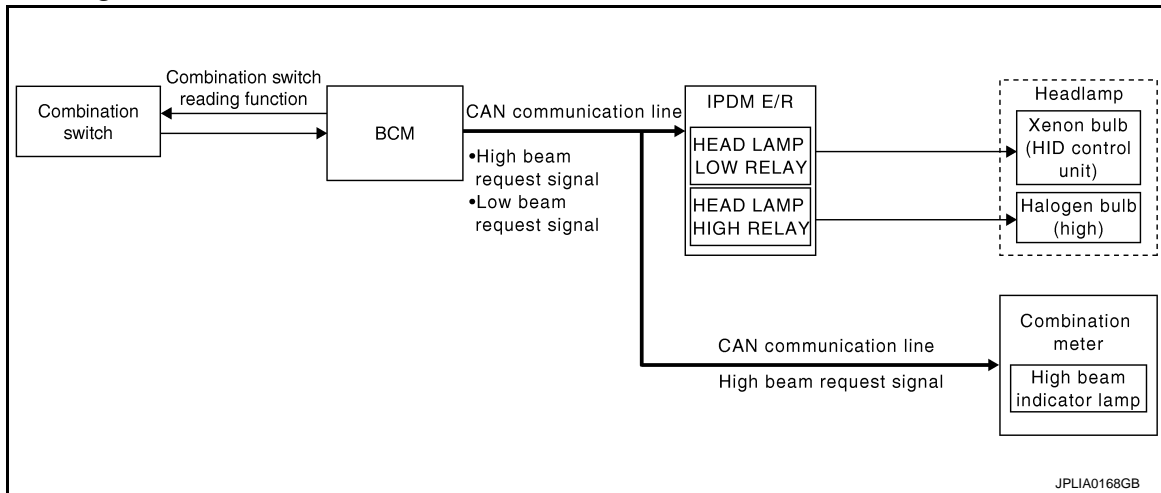 Combination
switch
Combination switch
reading function
BCM
CAN communication line
•High beam
request signal
•Low beam
request signal
IPDM E/R
HEAD LAMP
LOW RELAY
HEAD LAMP
HIGH RELAY
Headlamp
Xenon bulb
(HID control
unit)
Halogen bulb
(high)
CAN communication line
High beam request signal
Combination
meter
High beam
indicator lamp
JPLIA0168GB